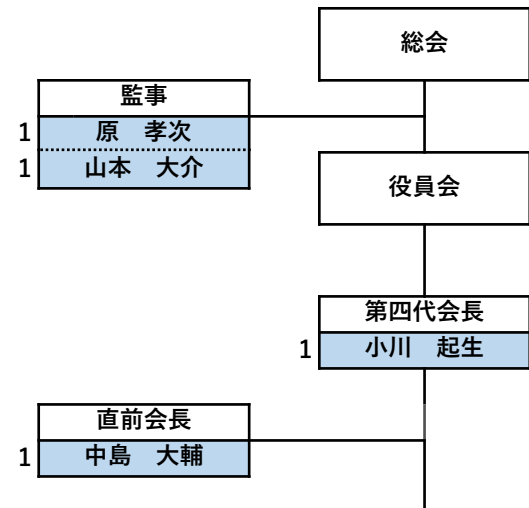 総会
監事
1 原　孝次
1 山本　大介
役員会
第四代会長
1 小川　起生
直前会長
1 中島　大輔